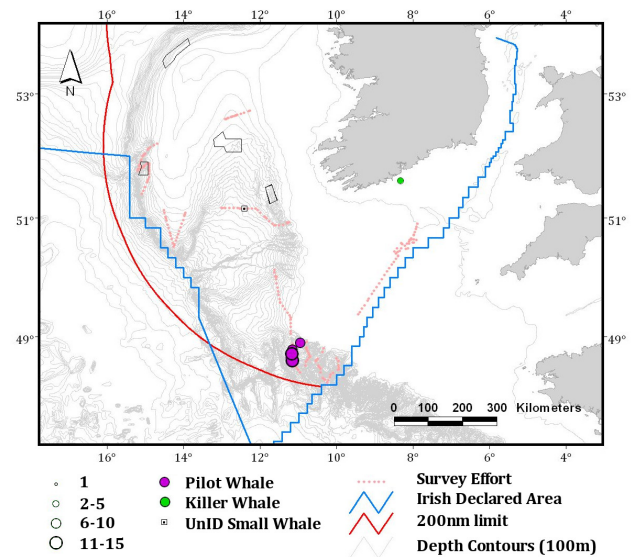 16° 14° 12° 10° 8° 6° 4°
53°
53°
N
51°
51°
49°
49°
0 100 200 300 Kilometers
16° 14° 12° 10° 8° 6° 4°
1
2-5
6-10
11-15
Pilot Whale
Killer Whale
UnID Small Whale
Survey Effort
Irish Declared Area
200nm limit
Depth Contours (100m)